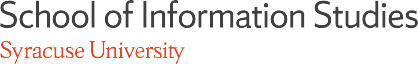 School of Information Studies
Syracuse University